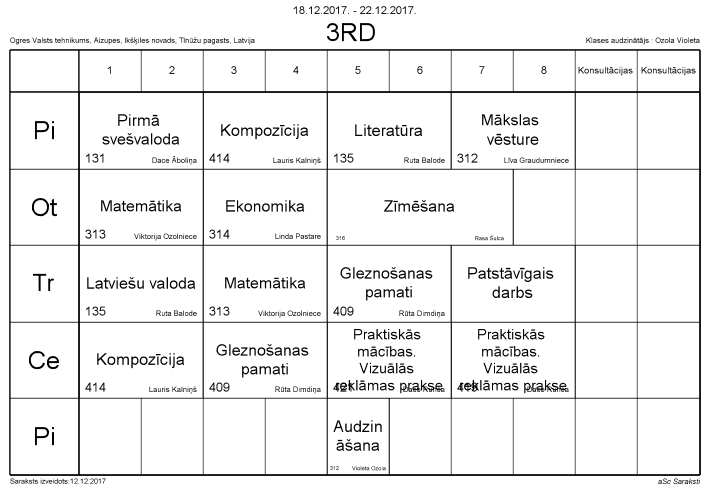 18.12.2017. - 22.12.2017.
Ogres Valsts tehnikums, Aizupes, Ikšķiles novads, Tīnūžu pagasts, Latvija
3RD
Klases audzinātājs : Ozola Violeta
1 2 3 4 5 6 7 8 Konsultācijas Konsultācijas
Pi
Pirmā
svešvaloda
131 Dace Āboliņa
Kompozīcija
414 Lauris Kalniņš
Literatūra
135 Ruta Balode
Mākslas
vēsture
312 Līva Graudumniece
Ot
Matemātika
313 Viktorija Ozolniece
Ekonomika
314 Linda Pastare
Zīmēšana
316 Rasa Šulca
Tr
Latviešu valoda
135 Ruta Balode
Matemātika
313 Viktorija Ozolniece
Gleznošanas
pamati
409 Rūta Dimdiņa
Patstāvīgais
darbs
Ce
Kompozīcija
414 Lauris Kalniņš
Gleznošanas
pamati
409 Rūta Dimdiņa
Praktiskās
mācības.
Vizuālās
reklāmas prakse
Praktiskās
mācības.
Vizuālās
reklāmas prakse
Pi
Audzin
āšana
312 Violeta Ozola
Saraksts izveidots:12.12.2017
aSc Saraksti